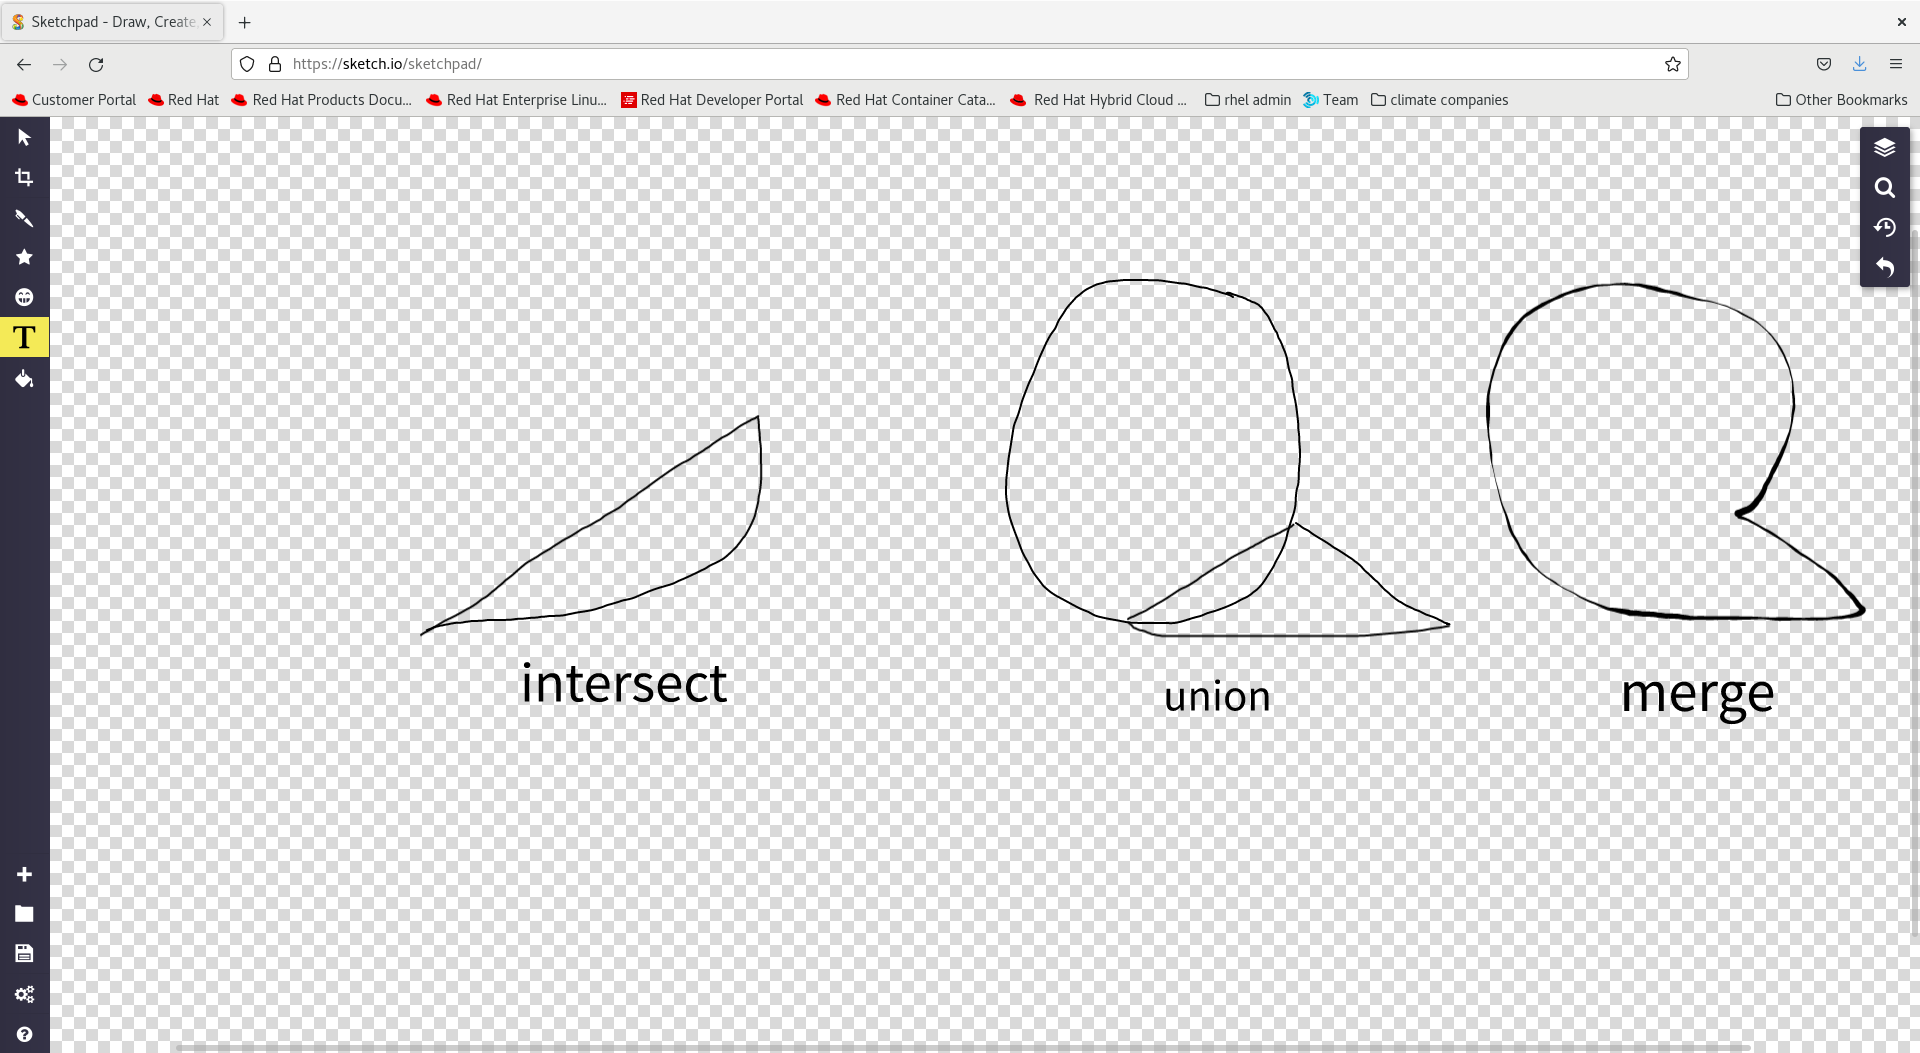 Sketchpad - Draw, Create
https://sketch.io/sketchpad/
Customer Portal Red Hat Red Hat Products Docu... Red Hat Enterprise Linu... Red Hat Developer Portal Red Hat Container Cata... Red Hat Hybrid Cloud ... rhel admin Team climate companies Other Bookmarks
T
intersect
union
merge